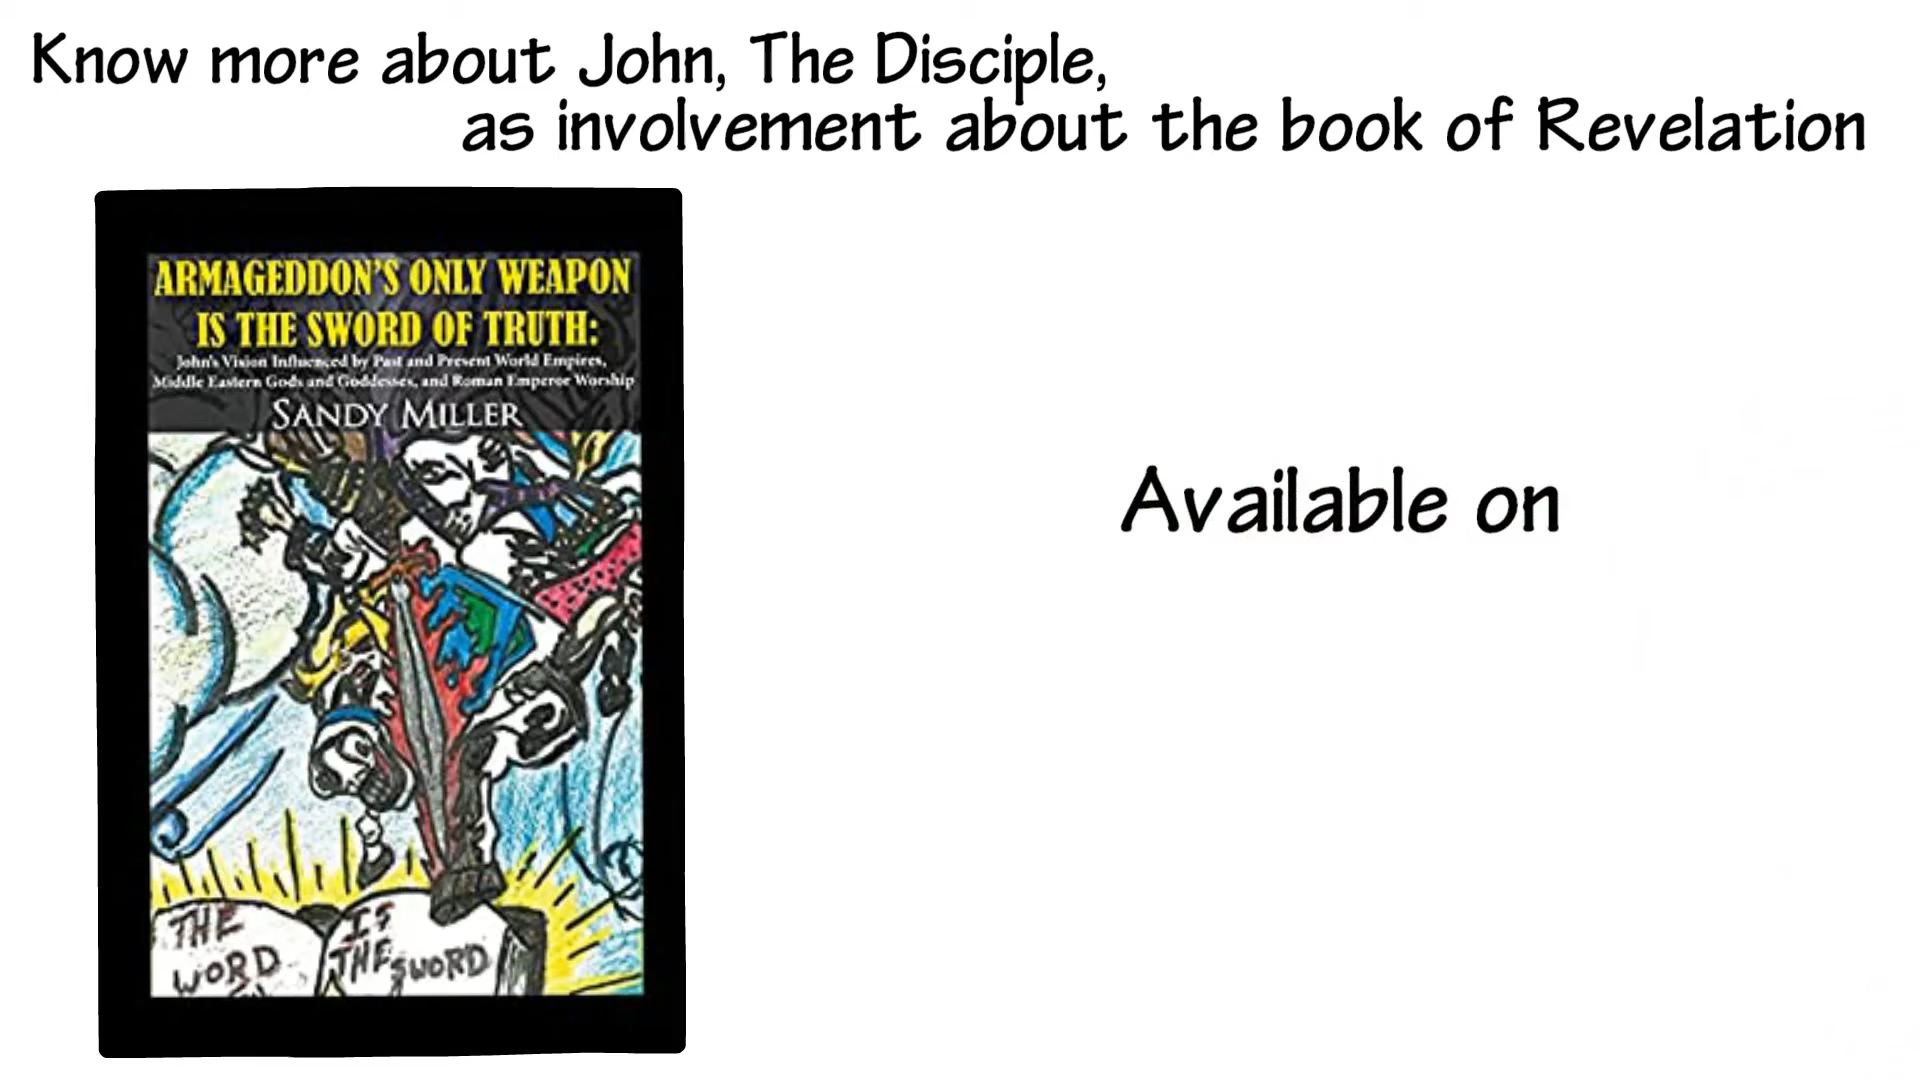 Know more about John, The Disciple,
as involvement about the book of Revelation
ARMAGEDDON'S ONLY WEAPON
IS THE SWORD OF TRUTH:
John's Vision Influenced by Past and Present World Empires,
Middle Eastern Gods and Goddesses, and Roman Emperor Worship
SANDY MILLER
Available on
THE
WORD
IS
THE SWORD